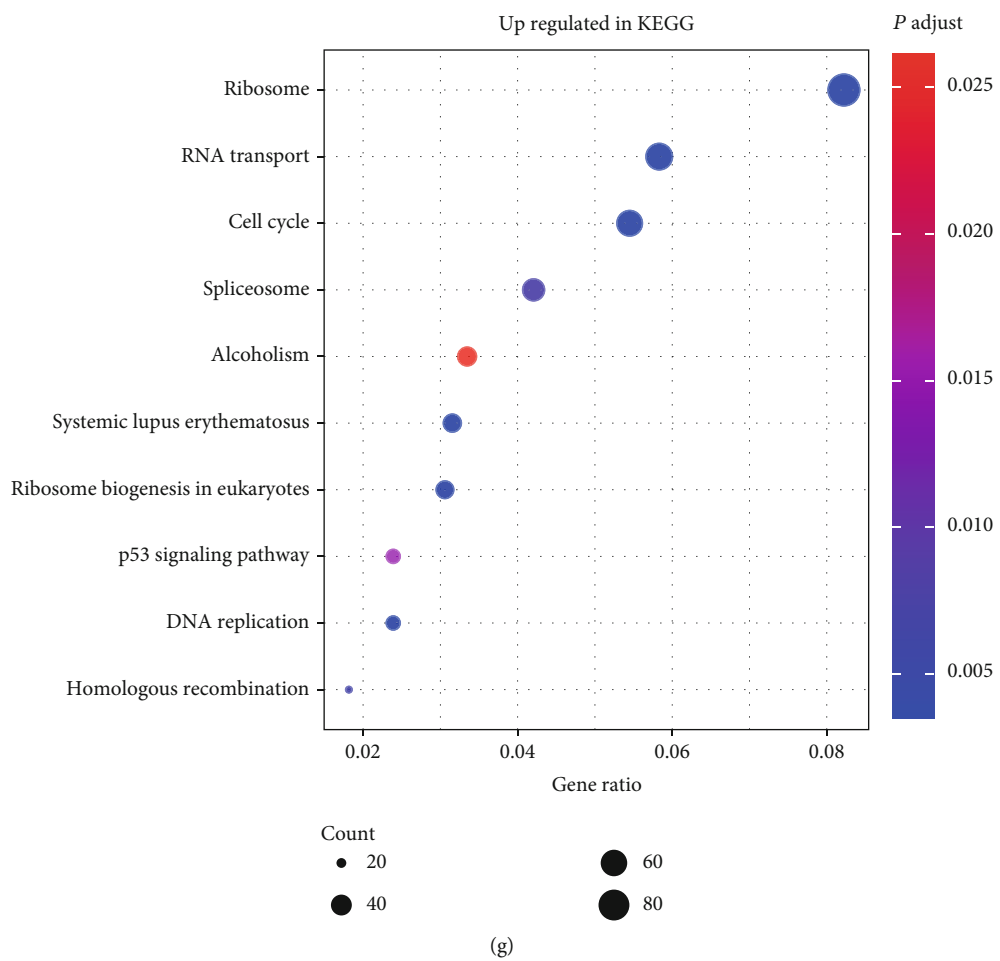 Up regulated in KEGG
P adjust
Ribosome
RNA transport
Cell cycle
Spliceosome
Alcoholism
Systemic lupus erythematosus
Ribosome biogenesis in eukaryotes
p53 signaling pathway
DNA replication
Homologous recombination
0.025
0.020
0.015
0.010
0.005
0.02 0.04 0.06 0.08
Gene ratio
Count
20 60
40 80
(g)